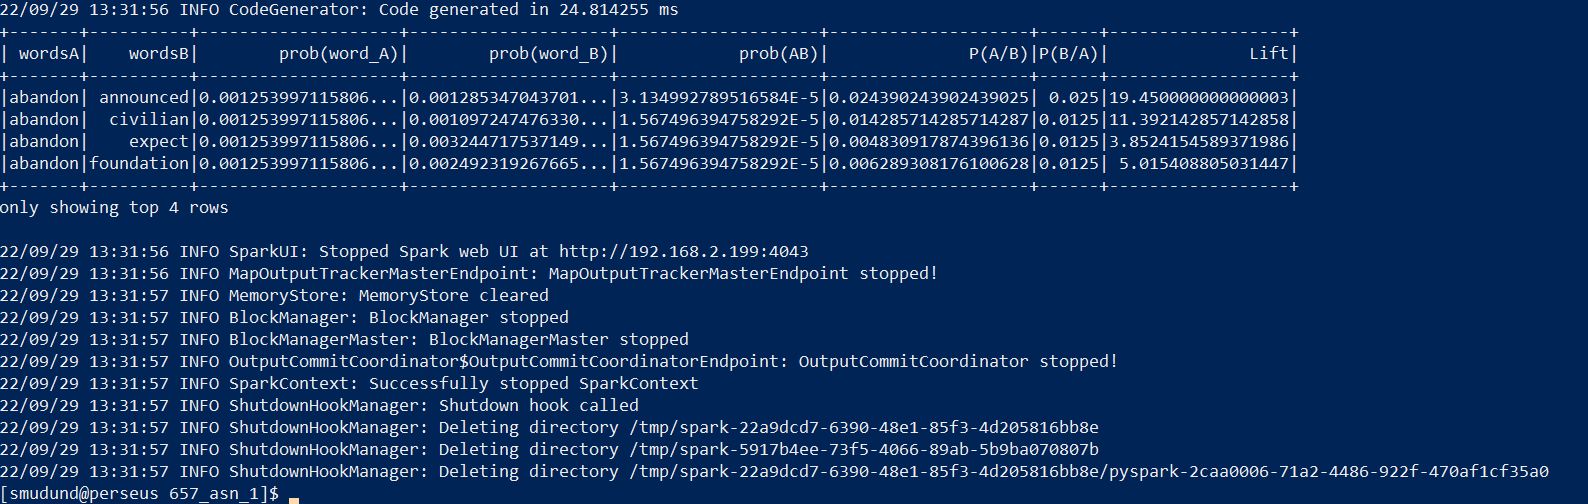 22/09/29 13:31:56 INFO CodeGenerator: Code generated in 24.814255 ms
+-------+----------+--------------------+--------------------+--------------------+--------------------+------+------------------+
| wordsA|    wordsB|        prob(word_A)|        prob(word_B)|            prob(AB)|              P(A/B)|P(B/A)|              Lift|
+-------+----------+--------------------+--------------------+--------------------+--------------------+------+------------------+
|abandon| announced|0.001253997115806...|0.001285347043701...|3.134992789516584E-5|0.024390243902439025| 0.025|19.450000000000003|
|abandon|  civilian|0.001253997115806...|0.001097247476330...|1.567496394758292E-5|0.014285714285714287|0.0125|11.392142857142858|
|abandon|    expect|0.001253997115806...|0.003244717537149...|1.567496394758292E-5|0.004830917874396136|0.0125|3.8524154589371986|
|abandon|foundation|0.001253997115806...|0.002492319267665...|1.567496394758292E-5|0.006289308176100628|0.0125| 5.015408805031447|
+-------+----------+--------------------+--------------------+--------------------+--------------------+------+------------------+
only showing top 4 rows
22/09/29 13:31:56 INFO SparkUI: Stopped Spark web UI at http://192.168.2.199:4043
22/09/29 13:31:56 INFO MapOutputTrackerMasterEndpoint: MapOutputTrackerMasterEndpoint stopped!
22/09/29 13:31:57 INFO MemoryStore: MemoryStore cleared
22/09/29 13:31:57 INFO BlockManager: BlockManager stopped
22/09/29 13:31:57 INFO BlockManagerMaster: BlockManagerMaster stopped
22/09/29 13:31:57 INFO OutputCommitCoordinator$OutputCommitCoordinatorEndpoint: OutputCommitCoordinator stopped!
22/09/29 13:31:57 INFO SparkContext: Successfully stopped SparkContext
22/09/29 13:31:57 INFO ShutdownHookManager: Shutdown hook called
22/09/29 13:31:57 INFO ShutdownHookManager: Deleting directory /tmp/spark-22a9dcd7-6390-48e1-85f3-4d205816bb8e
22/09/29 13:31:57 INFO ShutdownHookManager: Deleting directory /tmp/spark-5917b4ee-73f5-4066-89ab-5b9ba070807b
22/09/29 13:31:57 INFO ShutdownHookManager: Deleting directory /tmp/spark-22a9dcd7-6390-48e1-85f3-4d205816bb8e/pyspark-2caa0006-71a2-4486-922f-470af1cf35a0
[smudund@perseus 657_asn_1]$